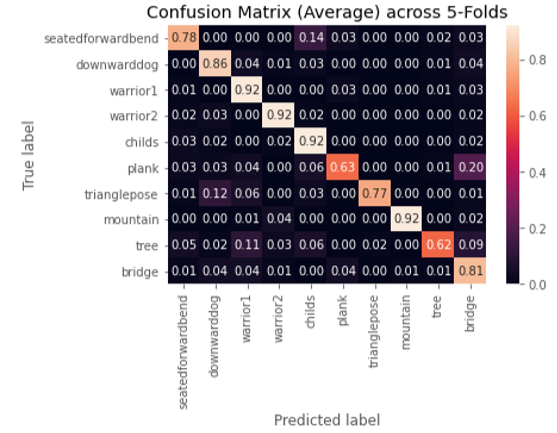 Confusion Matrix (Average) across 5-Folds
True label
seatedforwardbend 0.78 0.00 0.00 0.00 0.14 0.03 0.00 0.00 0.02 0.03
downwarddog 0.00 0.86 0.04 0.01 0.03 0.00 0.00 0.00 0.01 0.04
warrior1 0.01 0.00 0.92 0.00 0.00 0.03 0.00 0.00 0.01 0.03
warrior2 0.02 0.03 0.00 0.92 0.02 0.00 0.00 0.00 0.00 0.02
childs 0.03 0.02 0.00 0.02 0.92 0.00 0.00 0.00 0.00 0.02
plank 0.03 0.03 0.04 0.00 0.06 0.63 0.00 0.00 0.01 0.20
trianglepose 0.01 0.12 0.06 0.00 0.03 0.00 0.77 0.00 0.00 0.01
mountain 0.00 0.00 0.01 0.04 0.00 0.00 0.00 0.92 0.00 0.02
tree 0.05 0.02 0.11 0.03 0.06 0.00 0.02 0.00 0.62 0.09
bridge 0.01 0.04 0.04 0.01 0.00 0.04 0.00 0.01 0.01 0.81
seatedforwardbend
downwarddog
warrior1
warrior2
childs
plank
trianglepose
mountain
tree
bridge
Predicted label
0.8
0.6
0.4
0.2
0.0